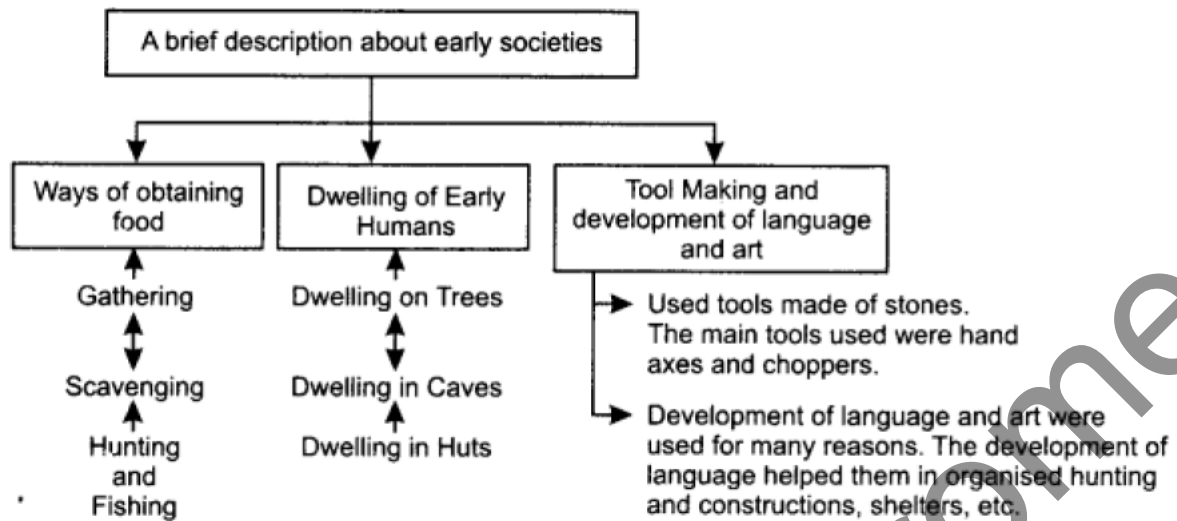 A brief description about early societies
Ways of obtaining
food
Gathering
Scavenging
Hunting
and
Fishing
Dwelling of Early
Humans
Dwelling on Trees
Dwelling in Caves
Dwelling in Huts
Tool Making and
development of language
and art
Used tools made of stones.
The main tools used were hand
axes and choppers.
Development of language and art were
used for many reasons. The development of
language helped them in organised hunting
and constructions, shelters, etc.
ome